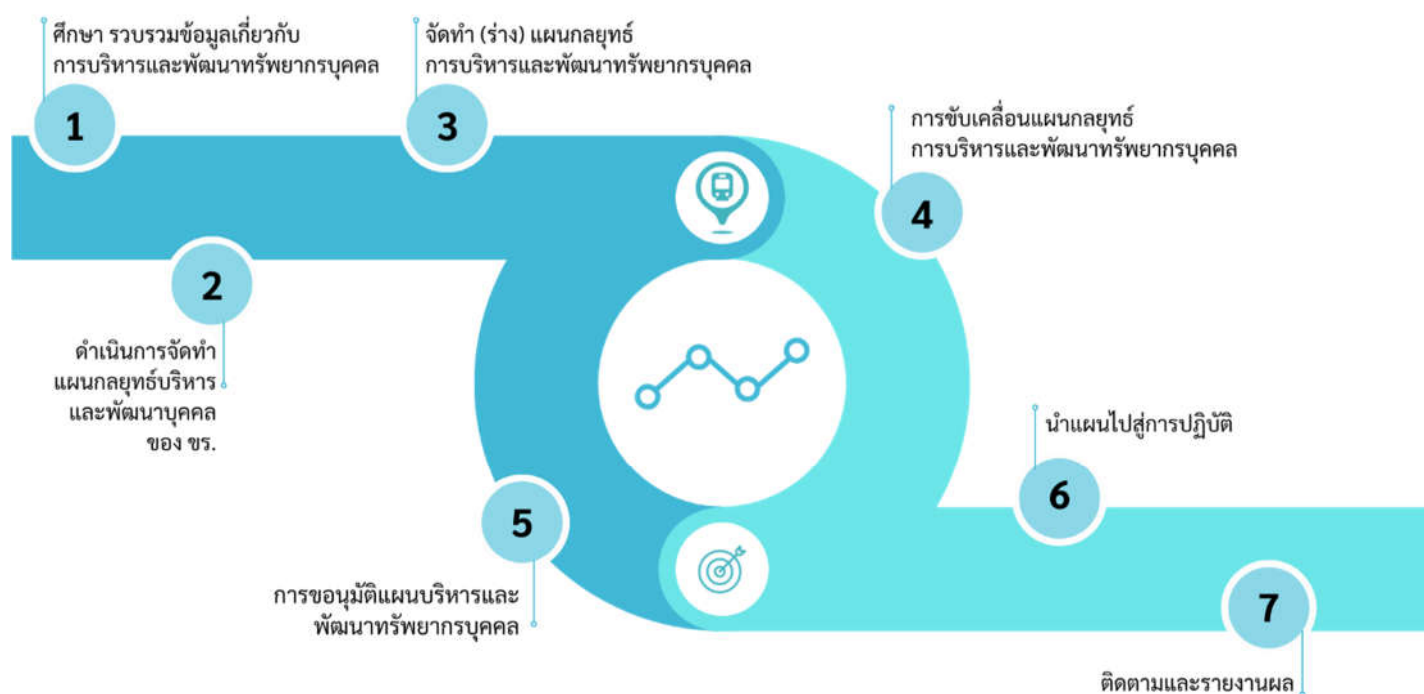 1
ศึกษา รวบรวมข้อมูลเกี่ยวกับ
การบริหารและพัฒนาทรัพยากรบุคคล
2
ดำเนินการจัดทำ
แผนกลยุทธ์บริหาร
และพัฒนาบุคคล
ของ ขร.
3
จัดทำ (ร่าง) แผนกลยุทธ์
การบริหารและพัฒนาทรัพยากรบุคคล
4
การขับเคลื่อนแผนกลยุทธ์
การบริหารและพัฒนาทรัพยากรบุคคล
5
การขอนุมัติแผนบริหารและ
พัฒนาทรัพยากรบุคคล
6
นำแผนไปสู่การปฏิบัติ
7
ติดตามและรายงานผล